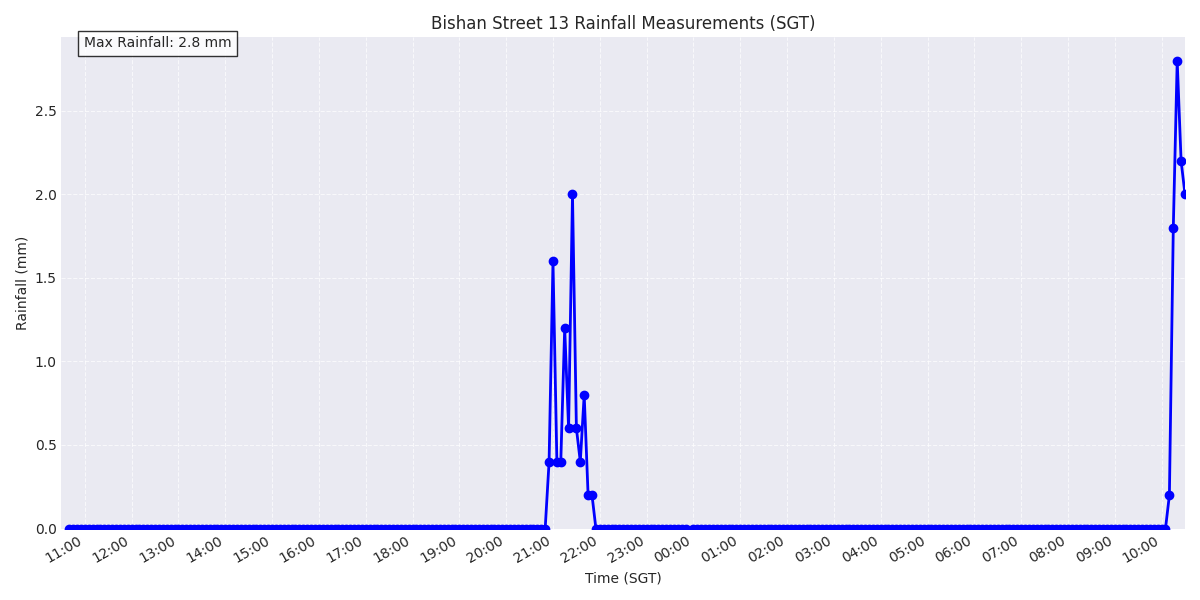 Bishan Street 13 Rainfall Measurements (SGT)
Max Rainfall: 2.8 mm
2.5
2.0
1.5
1.0
0.5
0.0
Rainfall (mm)
11:00 12:00 13:00 14:00 15:00 16:00 17:00 18:00 19:00 20:00 21:00 22:00 23:00 00:00 01:00 02:00 03:00 04:00 05:00 06:00 07:00 08:00 09:00 10:00
Time (SGT)